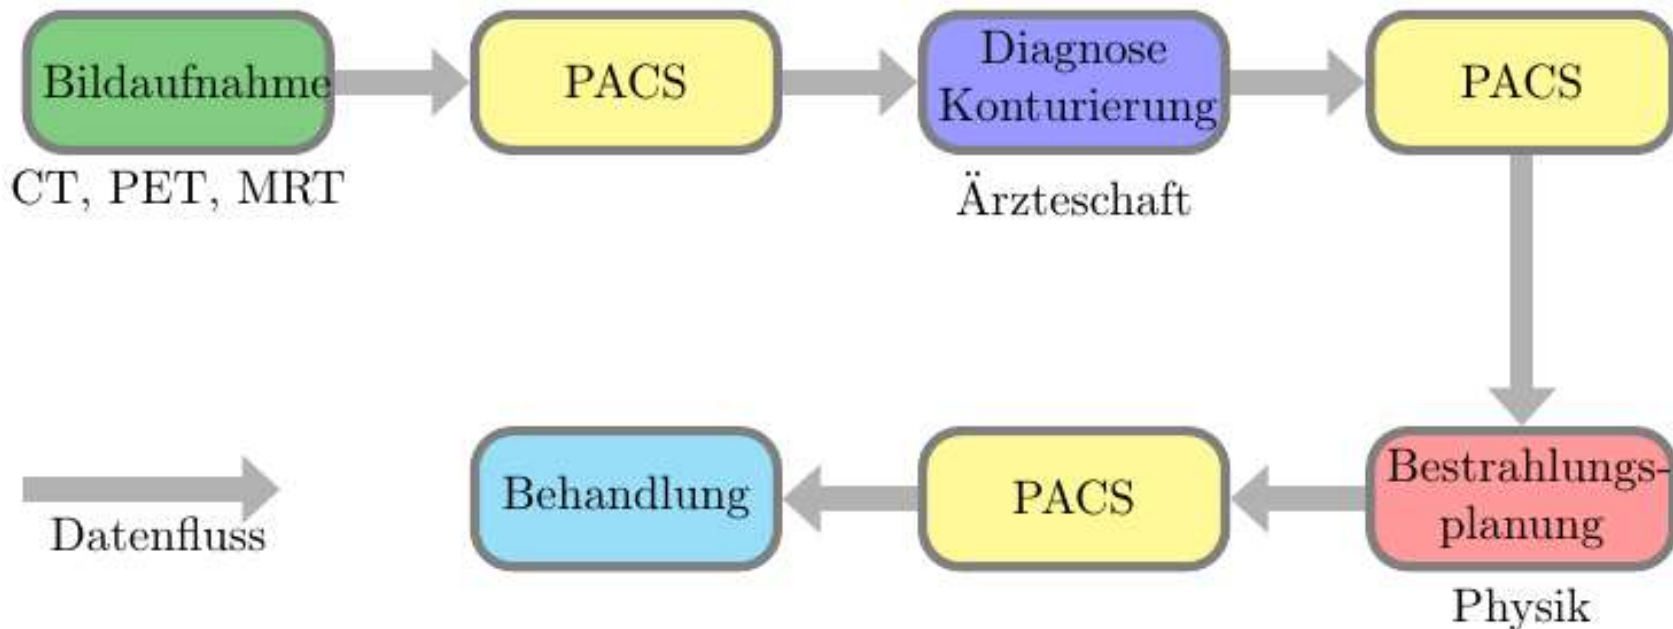 Bildaufnahme
CT, PET, MRT
PACS
Diagnose
Konturierung
Ärzteschaft
PACS
Bestrahlungs-
planung
Physik
PACS
Behandlung
Datenfluss